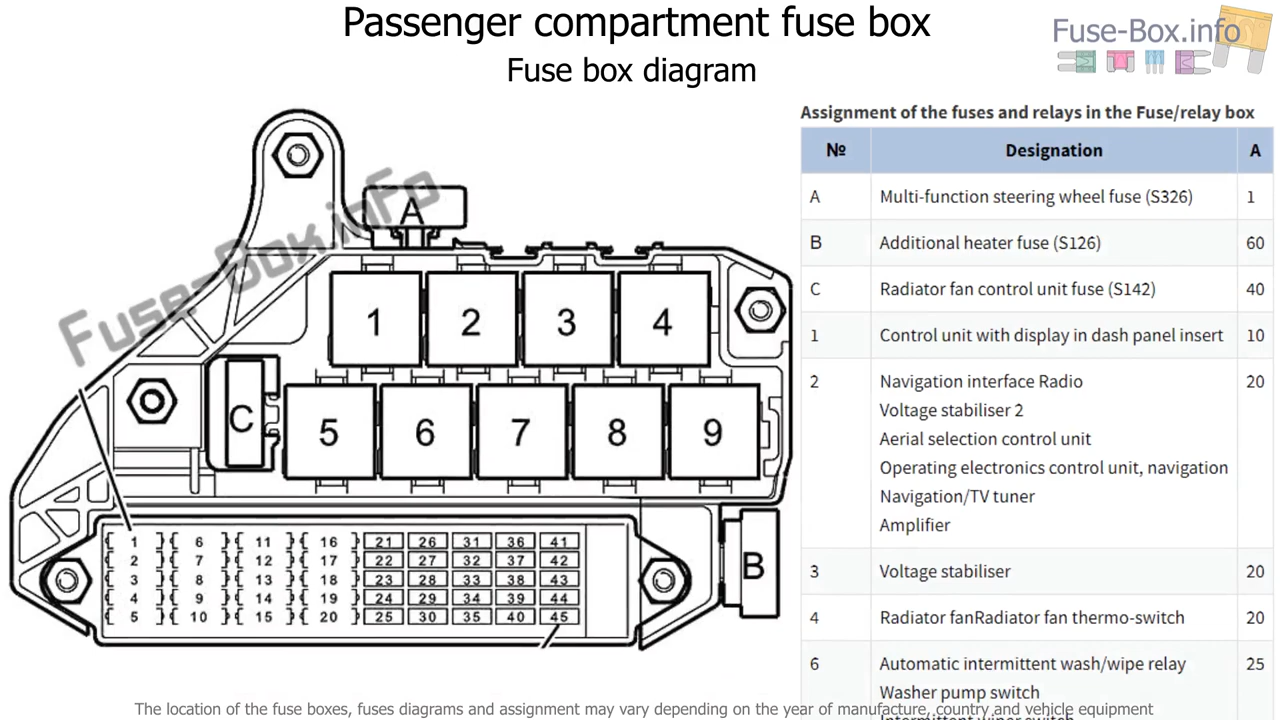 Passenger compartment fuse box
Fuse box diagram
Fuse-Box.info
Fuse-Box.info
A
1 2 3 4
C
5 6 7 8 9
B
1 6 11 16 21 26 31 36 41
2 7 12 17 22 27 32 37 42
3 8 13 18 23 28 33 38 43
4 9 14 19 24 29 34 39 44
5 10 15 20 25 30 35 40 45
Assignment of the fuses and relays in the Fuse/relay box
№ Designation A
A Multi-function steering wheel fuse (S326) 1
B Additional heater fuse (S126) 60
C Radiator fan control unit fuse (S142) 40
1 Control unit with display in dash panel insert 10
2 Navigation interface Radio 20
Voltage stabiliser 2
Aerial selection control unit
Operating electronics control unit, navigation
Navigation/TV tuner
Amplifier
3 Voltage stabiliser 20
4 Radiator fanRadiator fan thermo-switch 20
6 Automatic intermittent wash/wipe relay 25
Washer pump switch
The location of the fuse boxes, fuses diagrams and assignment may vary depending on the year of manufacture, country and vehicle equipment